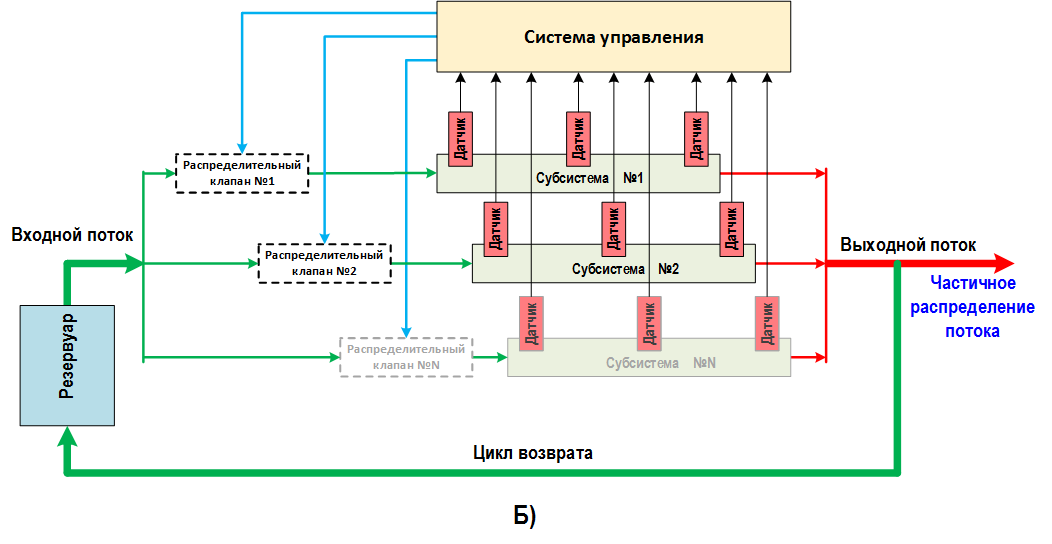 Система управления
Датчик
Датчик
Датчик
Распределительный
клапан №1
Субсистема №1
Входной поток
Датчик
Датчик
Датчик
Распределительный
клапан №2
Субсистема №2
Выходной поток
Частичное
распределение
потока
Резервуар
Датчик
Датчик
Датчик
Распределительный
клапан №N
Субсистема №N
Цикл возврата
Б)